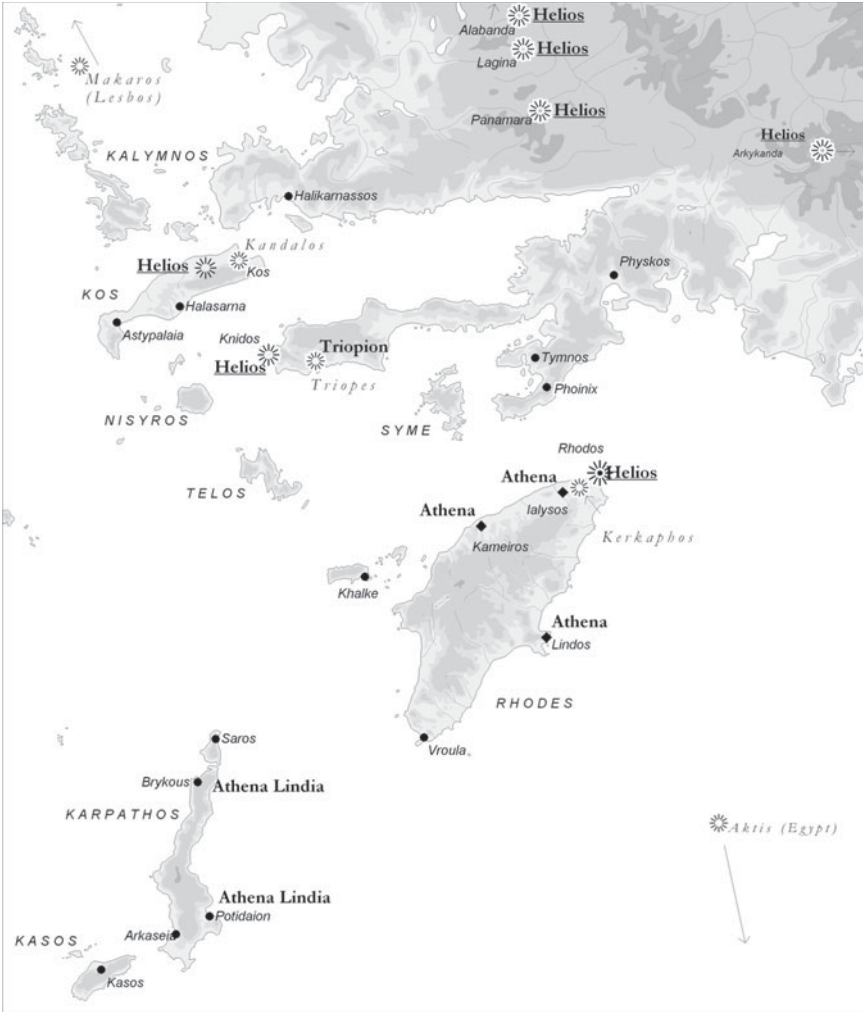 Helios
Alabanda
Helios
Lagina
Makaros
(Lesbos)
Helios
Panamara
Helios
Arkykanda
KALYMNOS
Halikarnassos
Kandalos
Helios
Kos
Physkos
KOS
Halasarna
Astypalaia
Knidos
Triopion
Tymnos
Helios
Triopes
Phoinix
NISYROS
SYME
Rhodos
Helios
Athena
TELOS
Ialysos
Athena
Kerkaphos
Kameiros
Khalke
Athena
Lindos
RHODES
Saros
Vroula
Brykous
Athena Lindia
KARPATHOS
Aktis (Egypt)
Athena Lindia
Potidaion
Arkaseia
KASOS
Kasos